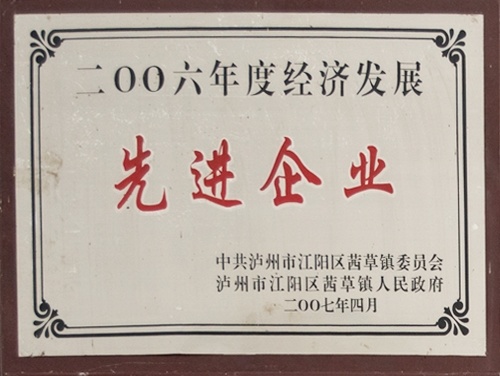 二OO六年度经济发展
先进企业
中共泸州市江阳区茜草镇委员会
泸州市江阳区茜草镇人民政府
二OO七年四月